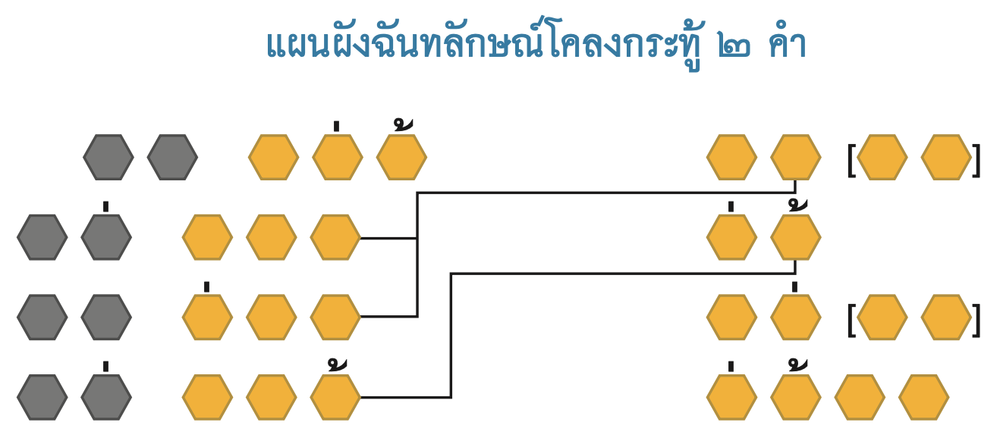 แผนผังฉันทลักษณ์โคลงกระทู้ ๒ คำ
่ ้ [ ]
่ ่ ้
่ ่ [ ]
่ ้ ่ ้